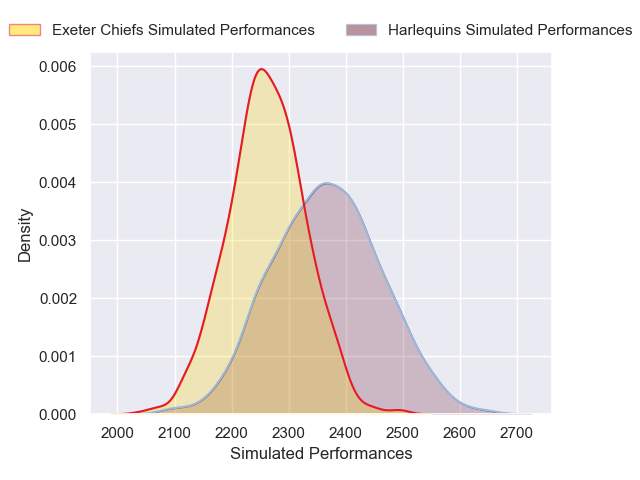 Exeter Chiefs Simulated Performances Harlequins Simulated Performances
0.006
0.005
0.004
0.003
0.002
0.001
0.000
Density
2000 2100 2200 2300 2400 2500 2600 2700
Simulated Performances